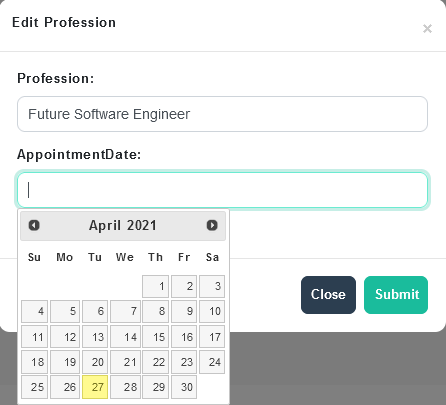 Edit Profession
×
Profession:
Future Software Engineer
AppointmentDate:
April 2021
Su Mo Tu We Th Fr Sa
1 2 3
4 5 6 7 8 9 10
11 12 13 14 15 16 17
18 19 20 21 22 23 24
25 26 27 28 29 30
Close Submit